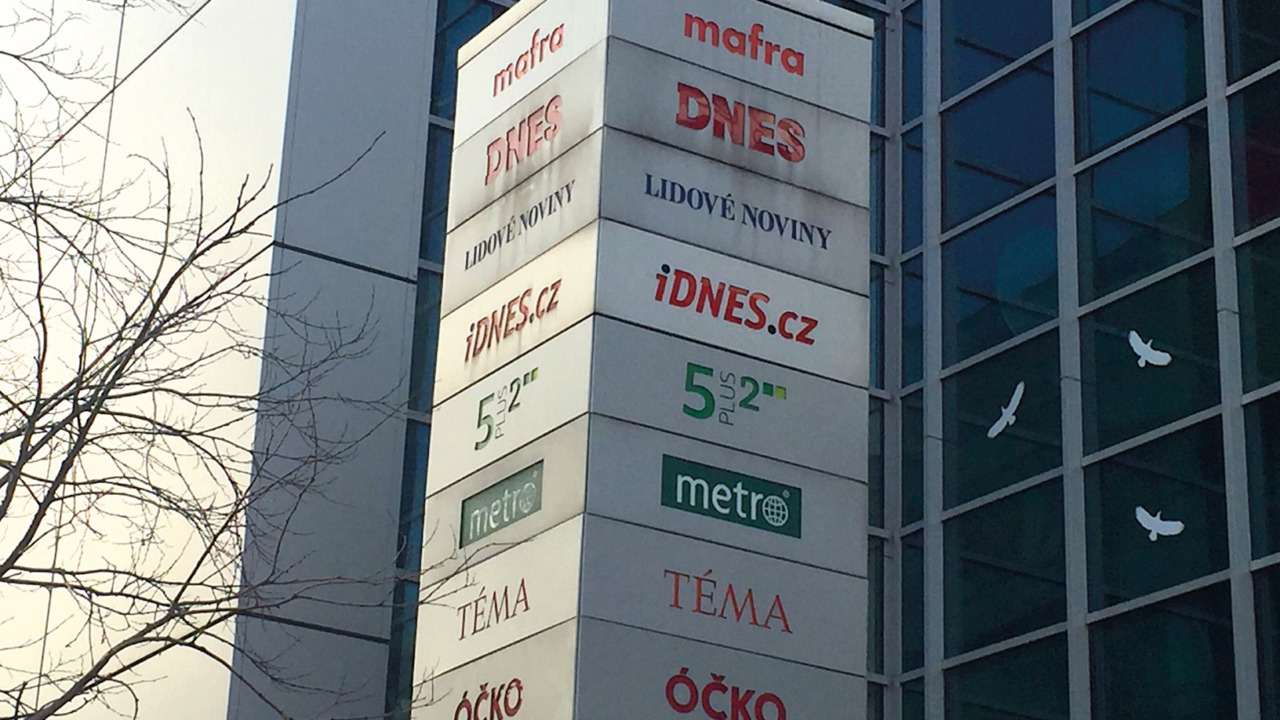 mafra
DNES
LIDOVÉ NOVINY
iDNES.cz
5 PLUS 2
metro
TÉMA
ÓČKO
mafra
DNES
LIDOVÉ NOVINY
iDNES.cz
5 PLUS 2
metro
TÉMA
ÓČKO